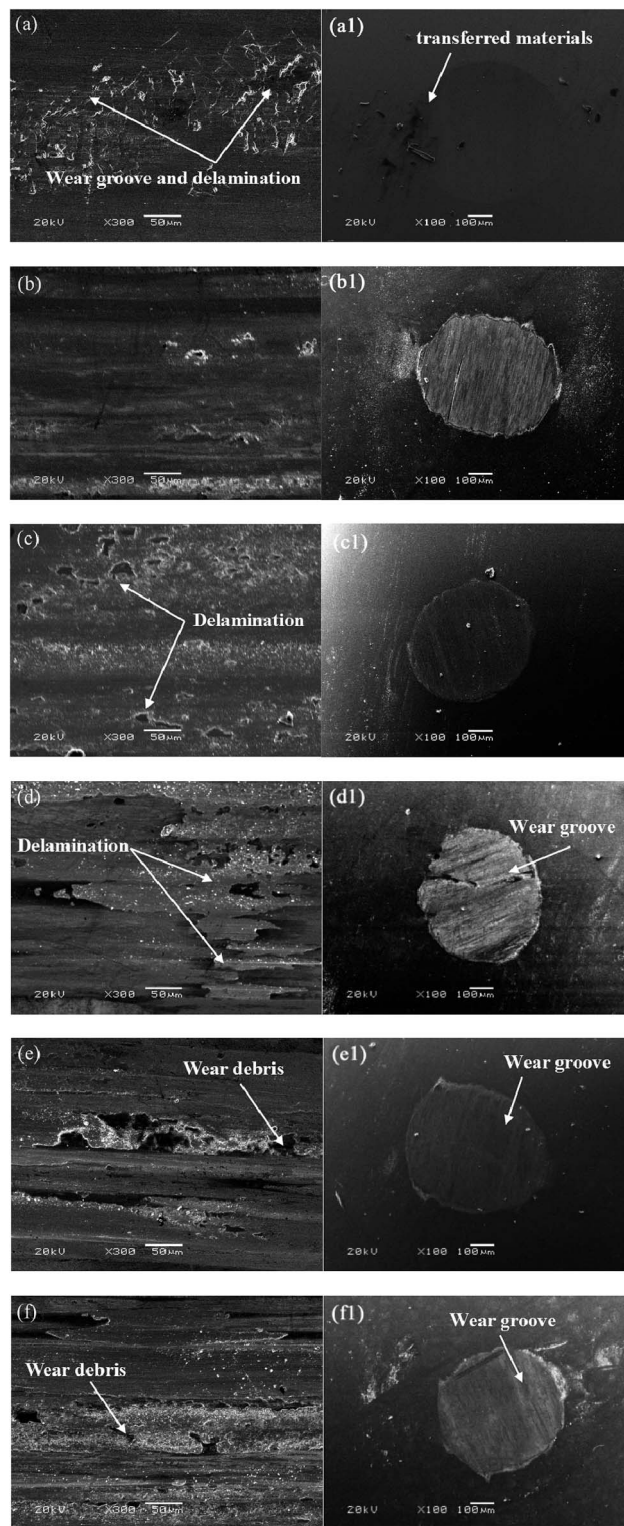 (a)
Wear groove and delamination
20kV X300 50μm
(a1)
transferred materials
20kV X100 100μm
(b)
20kV X300 50μm
(b1)
20kV X100 100μm
(c)
Delamination
20kV X300 50μm
(c1)
20kV X100 100μm
(d)
Delamination
20kV X300 50μm
(d1)
Wear groove
20kV X100 100μm
(e)
Wear debris
20kV X300 50μm
(e1)
Wear groove
20kV X100 100μm
(f)
Wear debris
20kV X300 50μm
(f1)
Wear groove
20kV X100 100μm